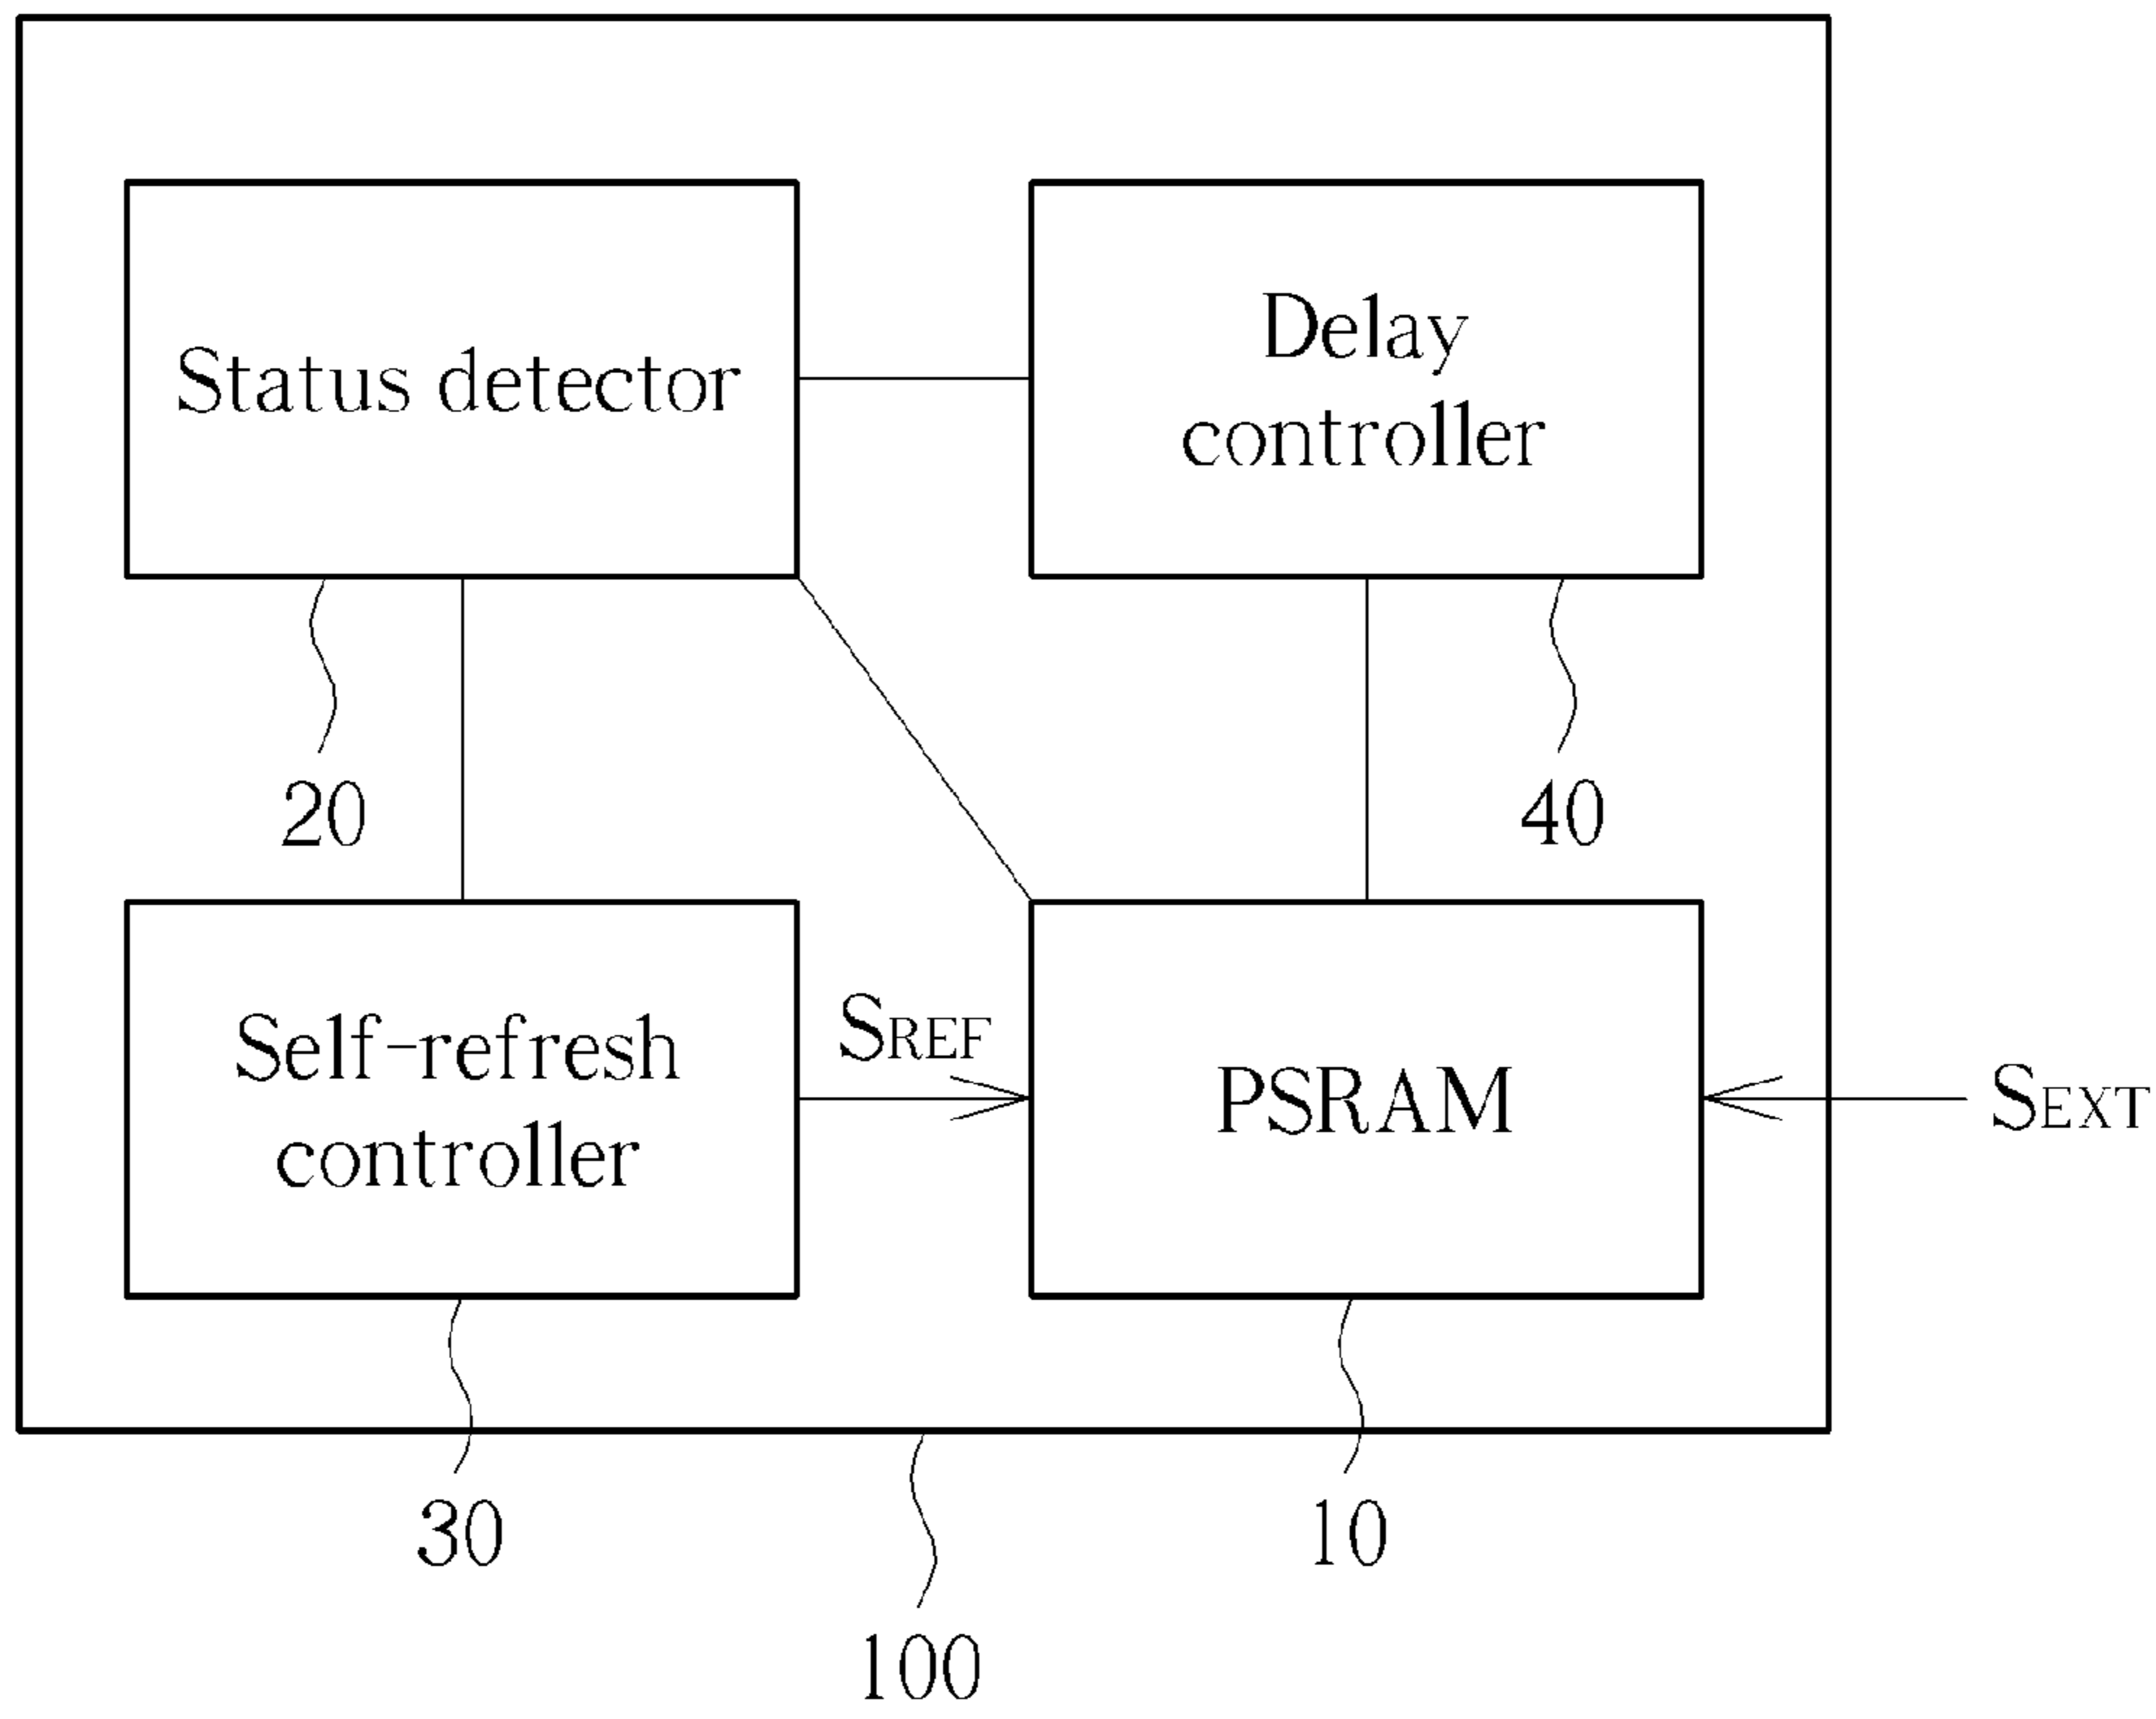 Status detector
Delay
controller
20
40
Self-refresh
controller
SREF
PSRAM
SEXT
30
10
100